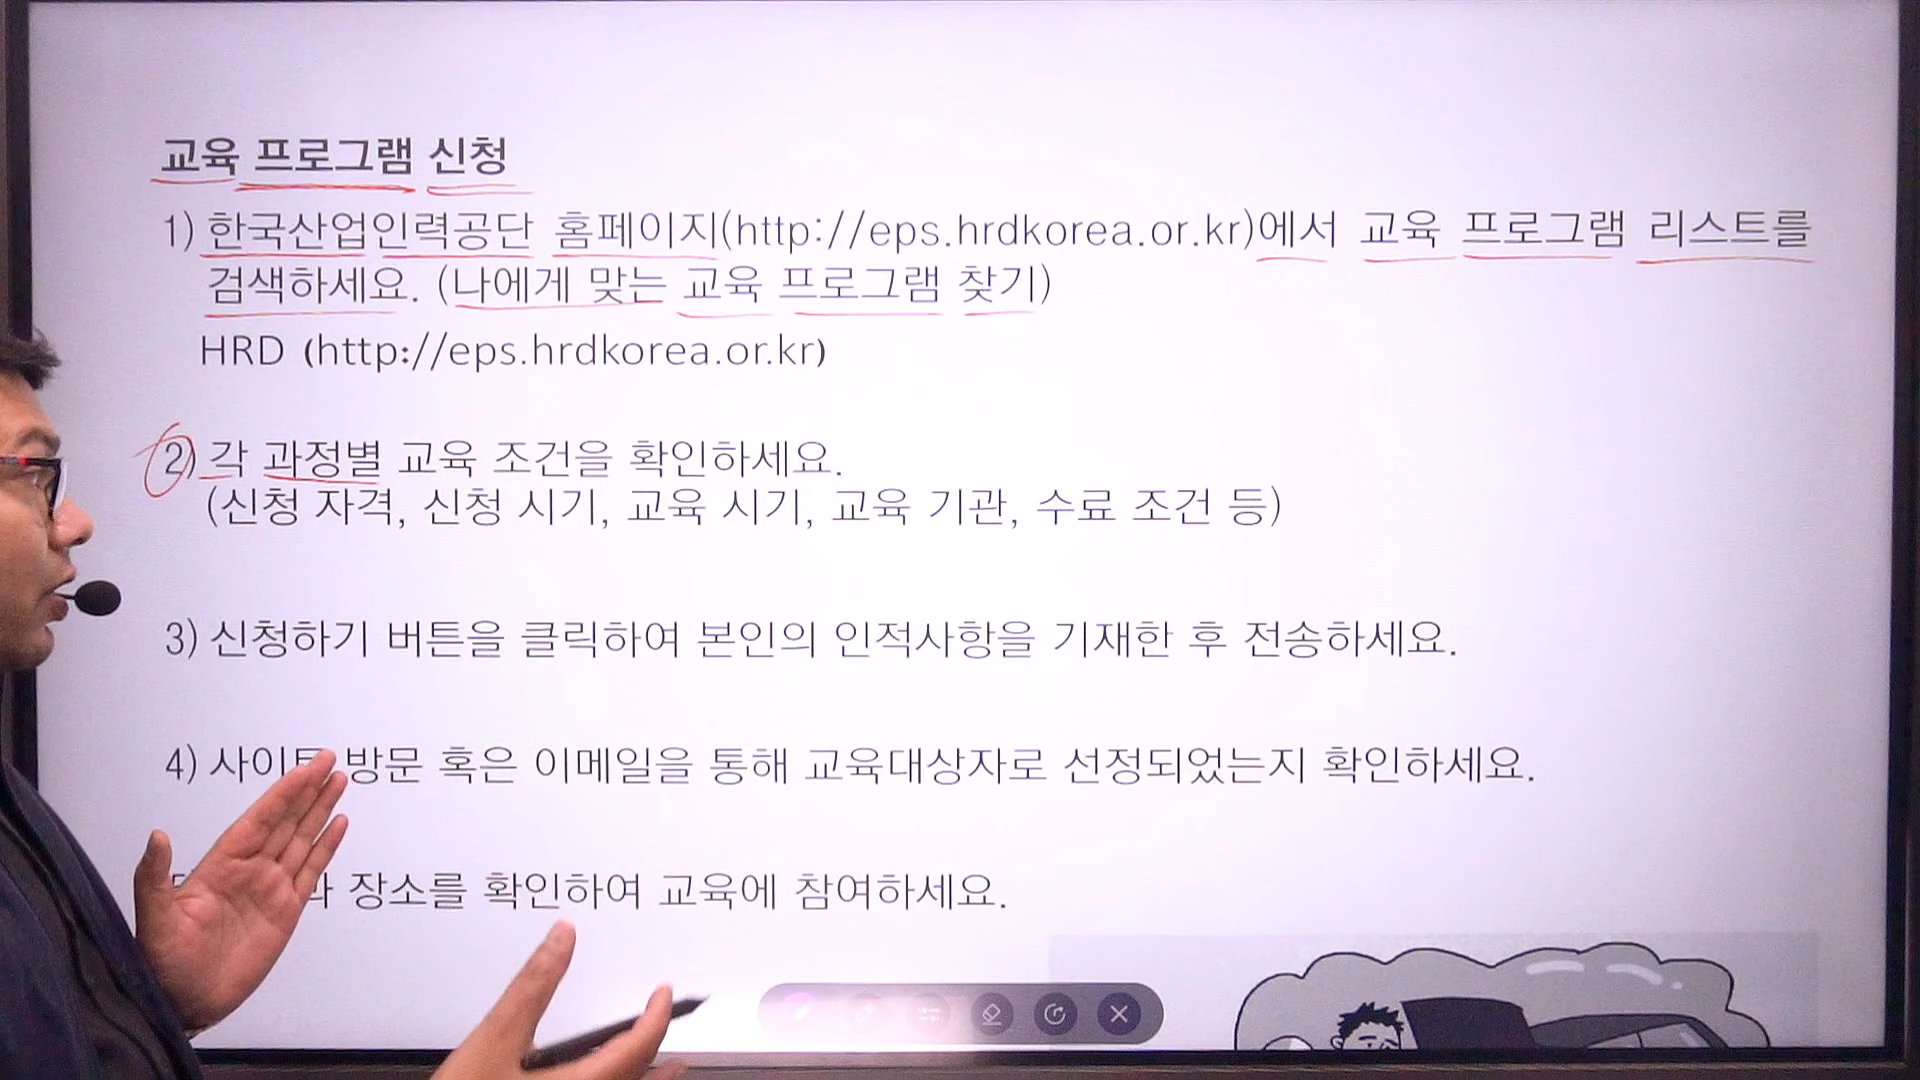 교육 프로그램 신청
1) 한국산업인력공단 홈페이지(http://eps.hrdkorea.or.kr)에서 교육 프로그램 리스트를
검색하세요. (나에게 맞는 교육 프로그램 찾기)
HRD (http://eps.hrdkorea.or.kr)
2) 각 과정별 교육 조건을 확인하세요.
(신청 자격, 신청 시기, 교육 시기, 교육 기관, 수료 조건 등)
3) 신청하기 버튼을 클릭하여 본인의 인적사항을 기재한 후 전송하세요.
4) 사이트 방문 혹은 이메일을 통해 교육대상자로 선정되었는지 확인하세요.
장소를 확인하여 교육에 참여하세요.